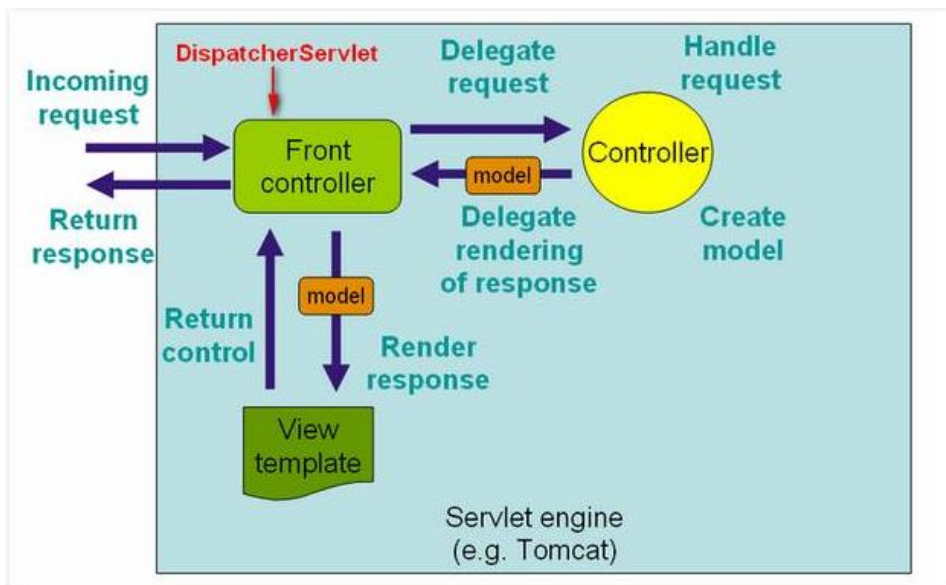 DispatcherServlet
Delegate
request
Handle
request
Incoming
request
Front
controller
Controller
model
Return
response
Delegate
rendering
of response
Create
model
model
Return
control
Render
response
View
template
Servlet engine
(e.g. Tomcat)